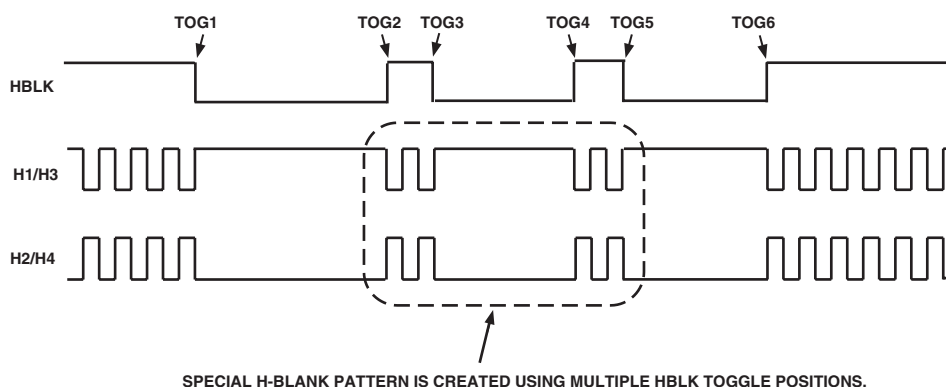 TOG1 TOG2 TOG3 TOG4 TOG5 TOG6
HBLK
H1/H3
H2/H4
SPECIAL H-BLANK PATTERN IS CREATED USING MULTIPLE HBLK TOGGLE POSITIONS.